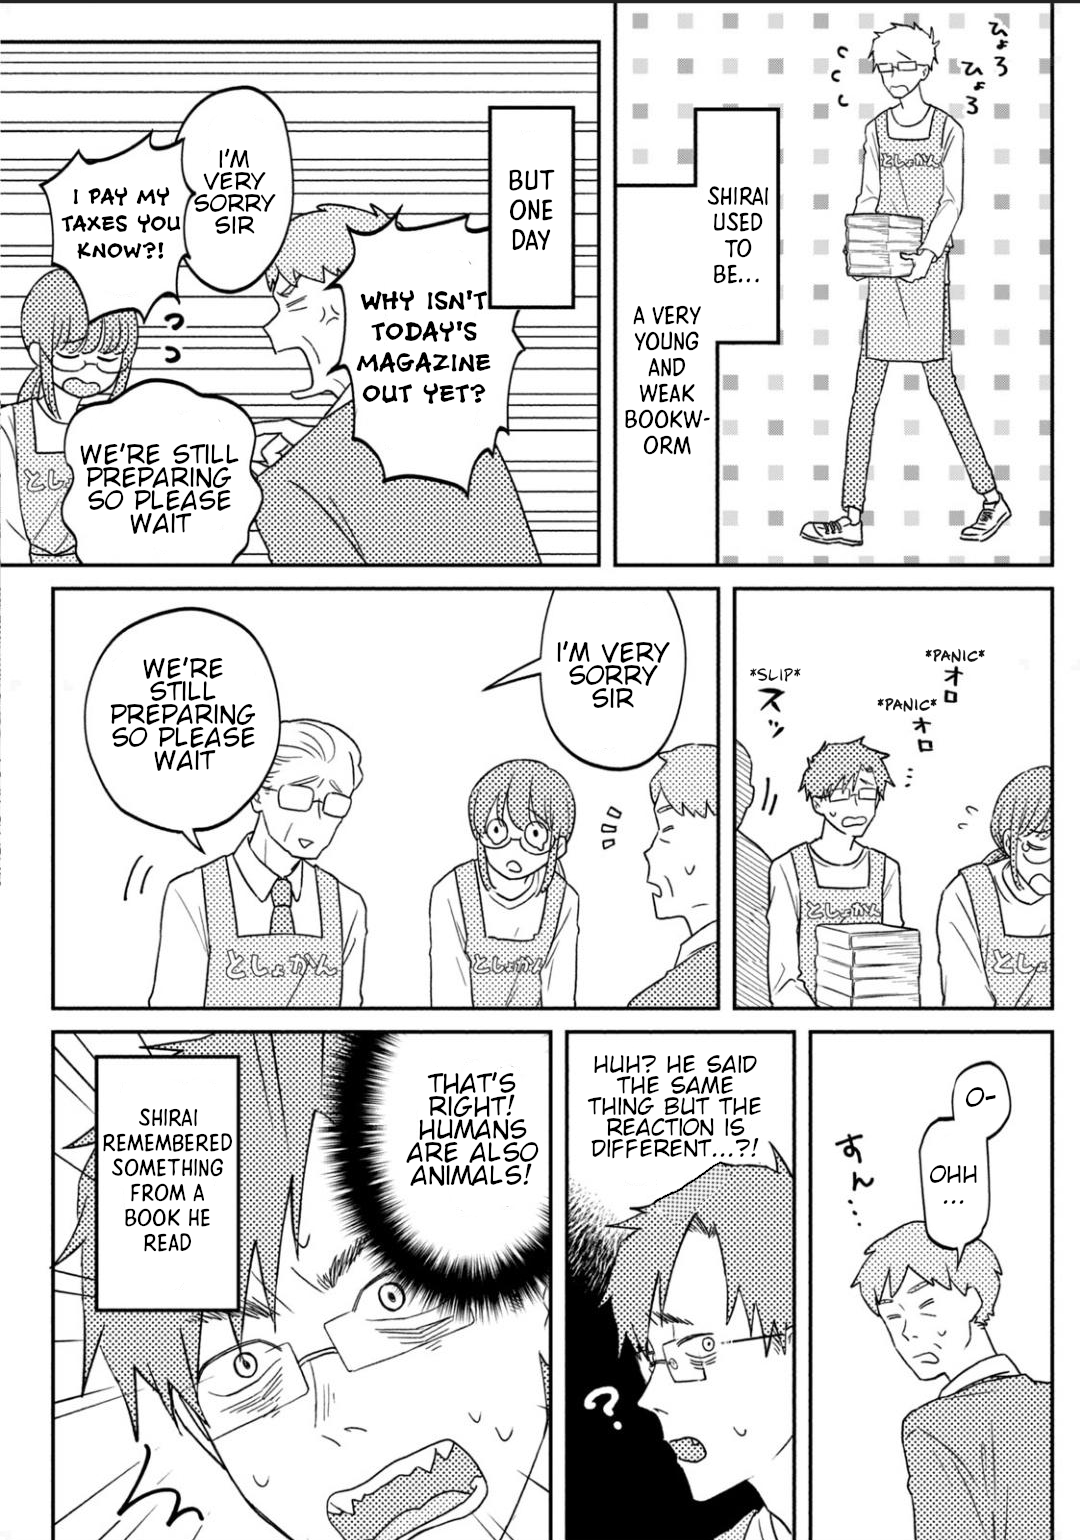 ひょろ
ひょろ
としょかん
SHIRAI
USED
TO
BE...
A VERY
YOUNG
AND
WEAK
BOOKW-
ORM
BUT
ONE
DAY
WHY ISN'T
TODAY'S
MAGAZINE
OUT YET?
I'M
VERY
SORRY
SIR
I PAY MY
TAXES YOU
KNOW?!
WE'RE STILL
PREPARING
SO PLEASE
WAIT
とし
*PANIC*
オロ
*PANIC*
オロ
*SLIP*
スッ
としょかん
としょ
I'M VERY
SORRY
SIR
WE'RE
STILL
PREPARING
SO PLEASE
WAIT
としょかん
としょかん
O-
OHH
...
すん...
HUH? HE SAID
THE SAME
THING BUT THE
REACTION IS
DIFFERENT...?!
?
THAT'S
RIGHT!
HUMANS
ARE ALSO
ANIMALS!
SHIRAI
REMEMBERED
SOMETHING
FROM A
BOOK HE
READ